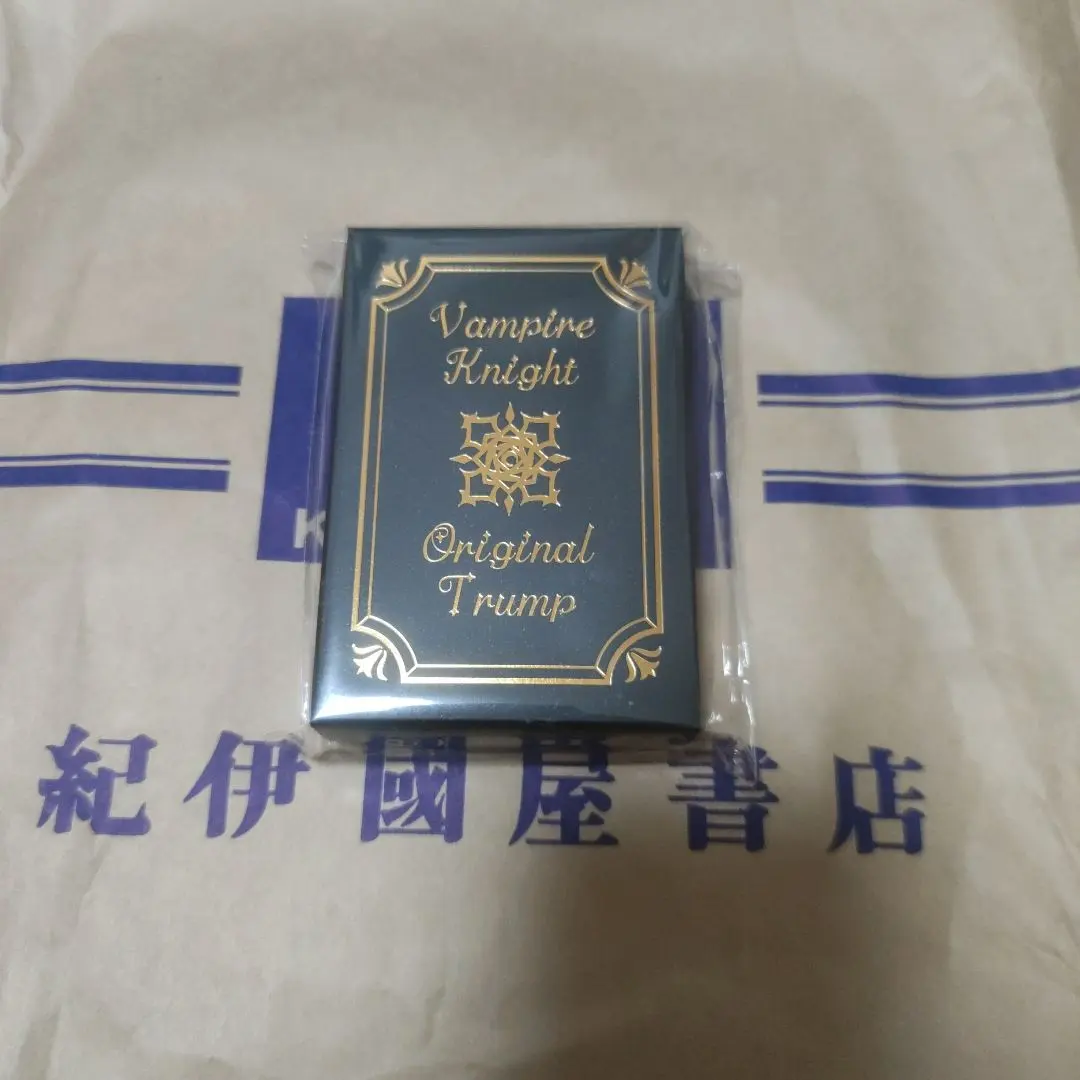 Vampire
Knight
Original
Trump
K
紀伊國屋書店